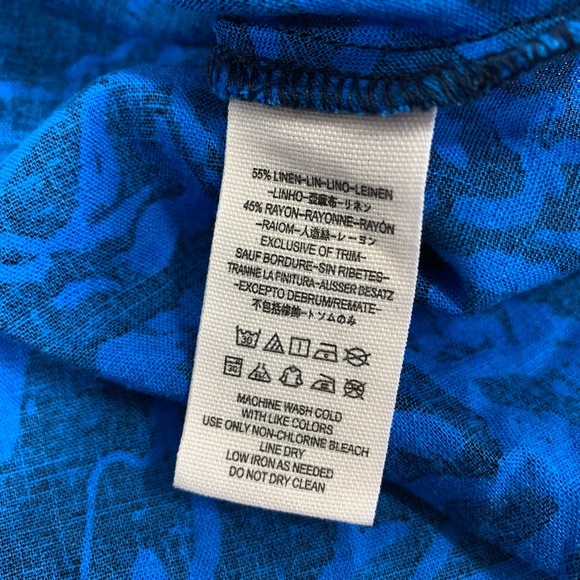 55% LINEN-LIN-LINO-LEINEN
-LINHO-亞麻布-リネン
45% RAYON-RAYONNE-RAYÓN
-RAIOM-人造絲-レーヨン
EXCLUSIVE OF TRIM-
SAUF BORDURE-SIN RIBETES-
TRANNE LA FINITURA-AUSSER BESATZ
-EXCEPTO DEBRUM/REMATE-
不包括修飾-トソムのみ
30
30
MACHINE WASH COLD
WITH LIKE COLORS
USE ONLY NON-CHLORINE BLEACH
LINE DRY
LOW IRON AS NEEDED
DO NOT DRY CLEAN